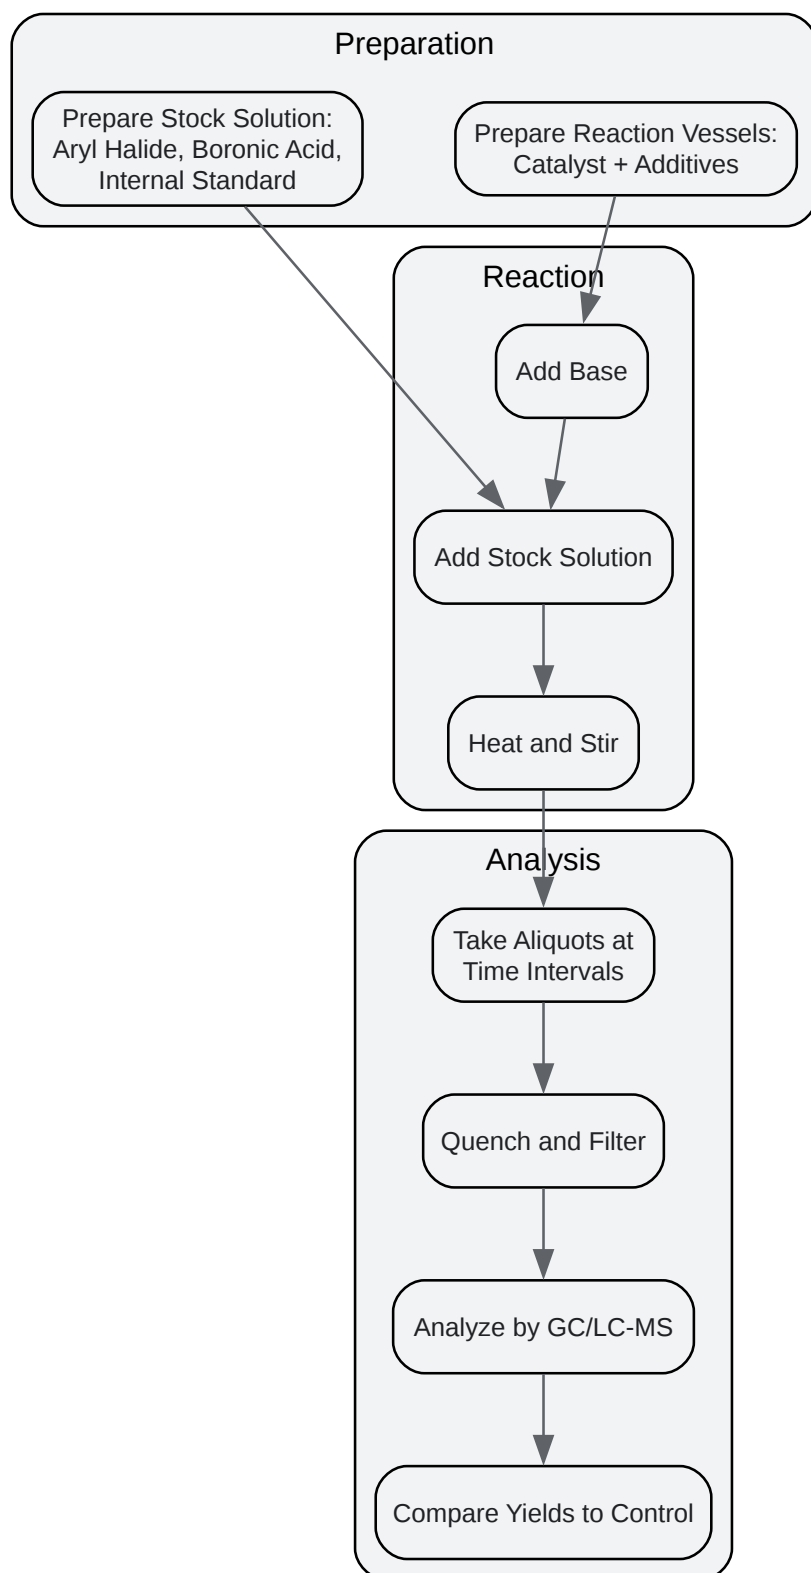 Preparation
Prepare Stock Solution:
Aryl Halide, Boronic Acid,
Internal Standard
Prepare Reaction Vessels:
Catalyst + Additives
Reaction
Add Base
Add Stock Solution
Heat and Stir
Analysis
Take Aliquots at
Time Intervals
Quench and Filter
Analyze by GC/LC-MS
Compare Yields to Control